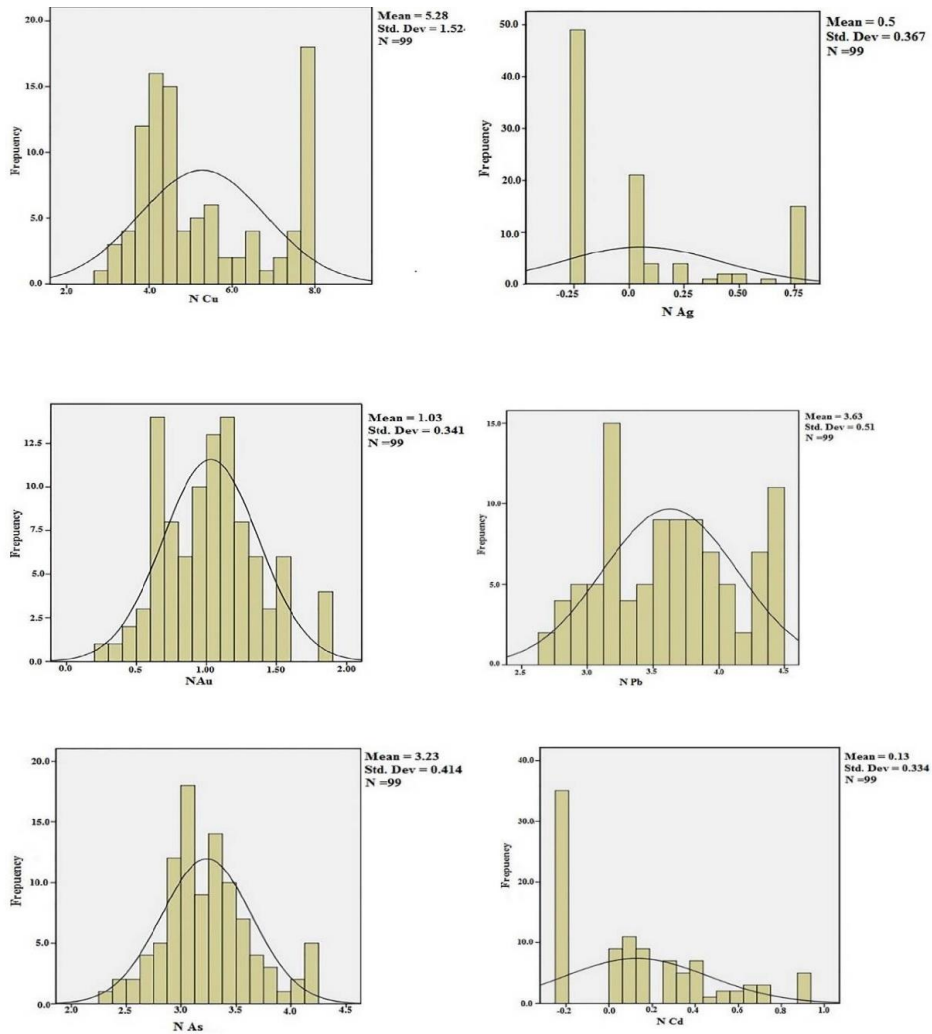 Mean = 5.28
Std. Dev = 1.52
N =99
20.0
15.0
10.0
5.0
0.0
Frepuency
2.0 4.0 6.0 8.0
N Cu
Mean = 0.5
Std. Dev = 0.367
N =99
50.0
40.0
30.0
20.0
10.0
0.0
Frepuency
-0.25 0.0 0.25 0.50 0.75
N Ag
Mean = 1.03
Std. Dev = 0.341
N =99
12.5
10.0
7.5
5.0
2.5
0.0
Frepuency
0.0 0.5 1.00 1.50 2.00
NAu
Mean = 3.63
Std. Dev = 0.51
N =99
15.0
10.0
5.0
0.0
Frepuency
2.5 3.0 3.5 4.0 4.5
N Pb
Mean = 3.23
Std. Dev = 0.414
N =99
20.0
15.0
10.0
5.0
0.0
Frepuency
2.0 2.5 3.0 3.5 4.0 4.5
N As
Mean = 0.13
Std. Dev = 0.334
N =99
40.0
30.0
20.0
10.0
0.0
Frepuency
-0.2 0.0 0.2 0.4 0.6 0.8 1.0
N Cd